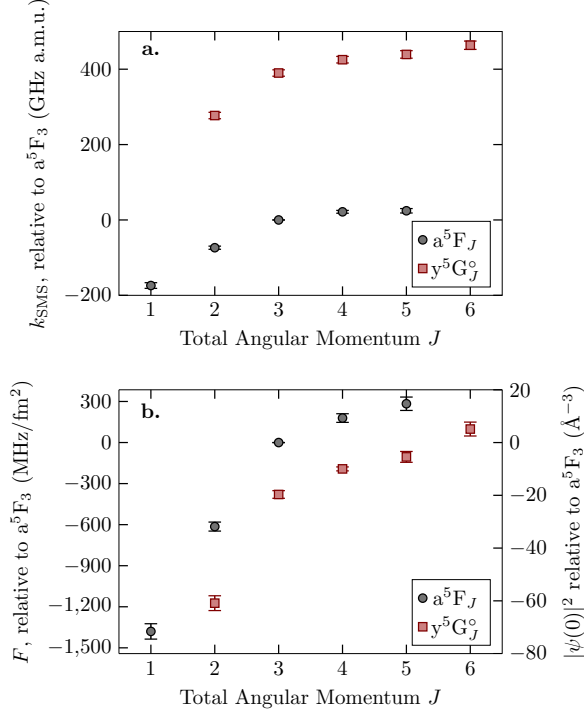 a.
k_SMS, relative to a⁵F₃ (GHz a.m.u.)
400
200
0
−200
a⁵F_J
y⁵G°_J
1 2 3 4 5 6
Total Angular Momentum J
b.
F, relative to a⁵F₃ (MHz/fm²)
300
0
−300
−600
−900
−1,200
−1,500
20
0
−20
−40
−60
−80
|ψ(0)|² relative to a⁵F₃ (Å⁻³)
a⁵F_J
y⁵G°_J
1 2 3 4 5 6
Total Angular Momentum J